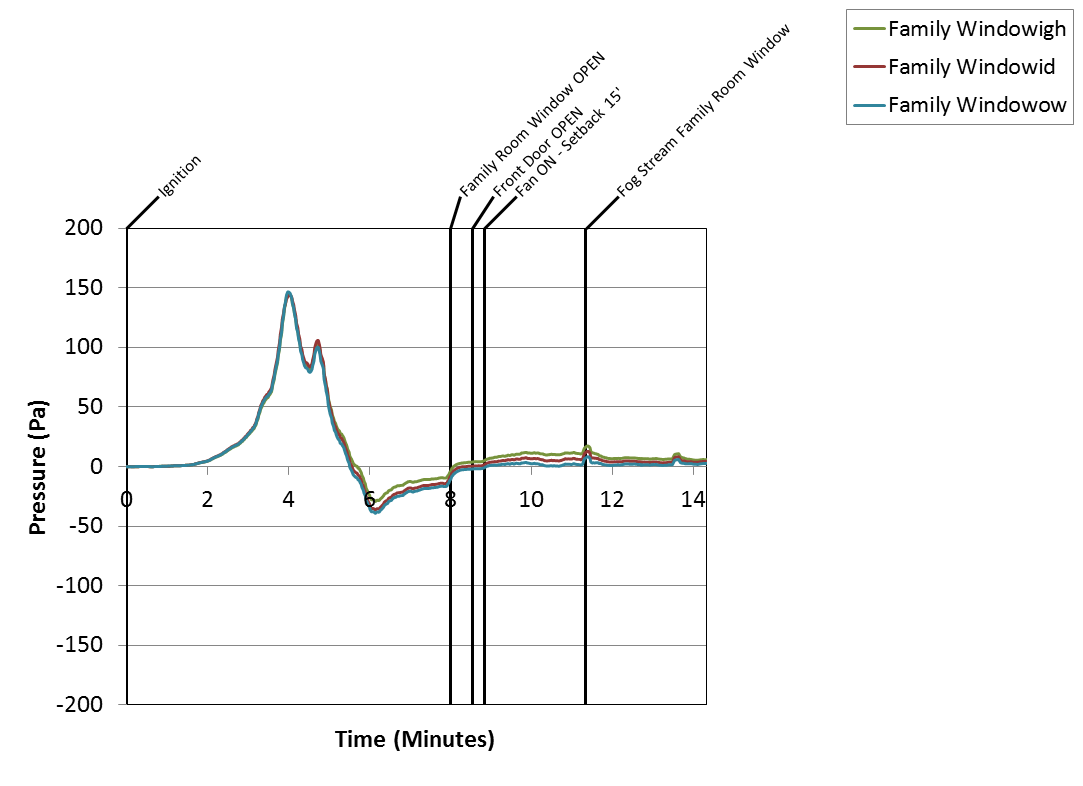 Family Windowigh
Family Windowid
Family Windowow
Ignition
Family Room Window OPEN
Front Door OPEN
Fan ON - Setback 15'
Fog Stream Family Room Window
200
150
100
50
0
-50
-100
-150
-200
0 2 4 6 8 10 12 14
Pressure (Pa)
Time (Minutes)